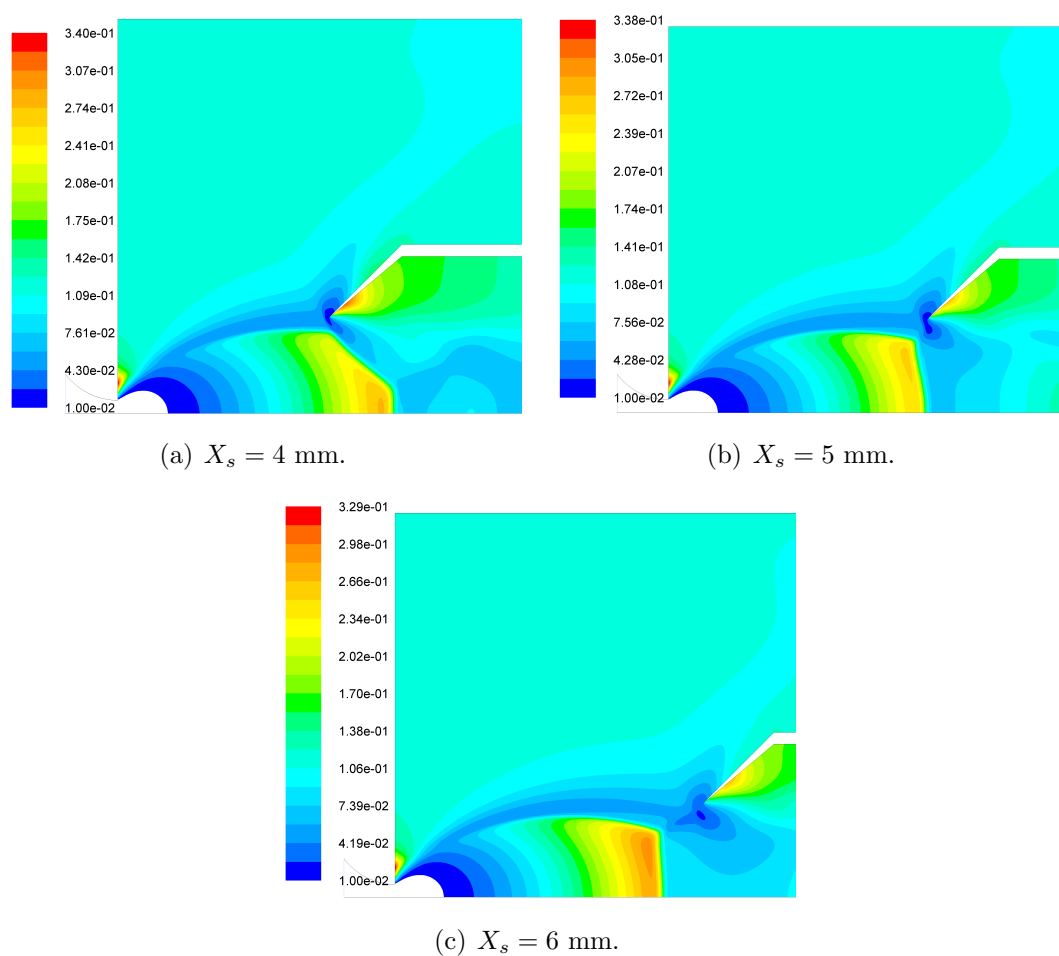 3.40e-01
3.07e-01
2.74e-01
2.41e-01
2.08e-01
1.75e-01
1.42e-01
1.09e-01
7.61e-02
4.30e-02
1.00e-02
(a) X_s = 4 mm.
3.38e-01
3.05e-01
2.72e-01
2.39e-01
2.07e-01
1.74e-01
1.41e-01
1.08e-01
7.56e-02
4.28e-02
1.00e-02
(b) X_s = 5 mm.
3.29e-01
2.98e-01
2.66e-01
2.34e-01
2.02e-01
1.70e-01
1.38e-01
1.06e-01
7.39e-02
4.19e-02
1.00e-02
(c) X_s = 6 mm.